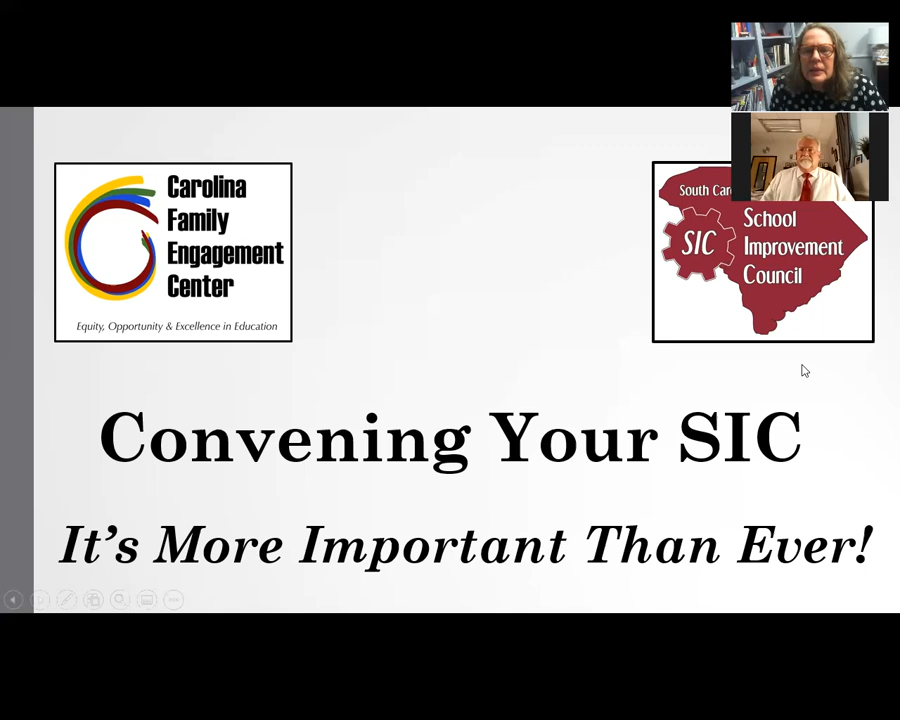 Carolina
Family
Engagement
Center
Equity, Opportunity & Excellence in Education
South Car
SIC
School
Improvement
Council
Convening Your SIC
It's More Important Than Ever!